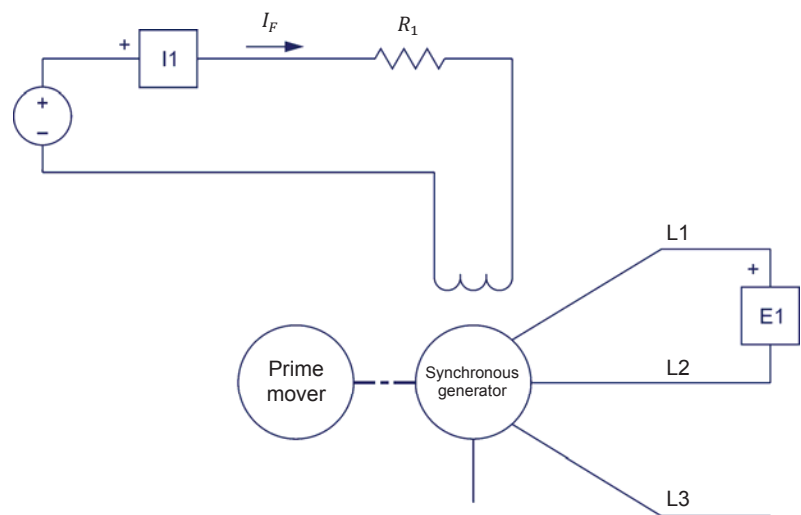 I_F
R_1
+
I1
+
−
L1
+
E1
Prime
mover
Synchronous
generator
L2
L3